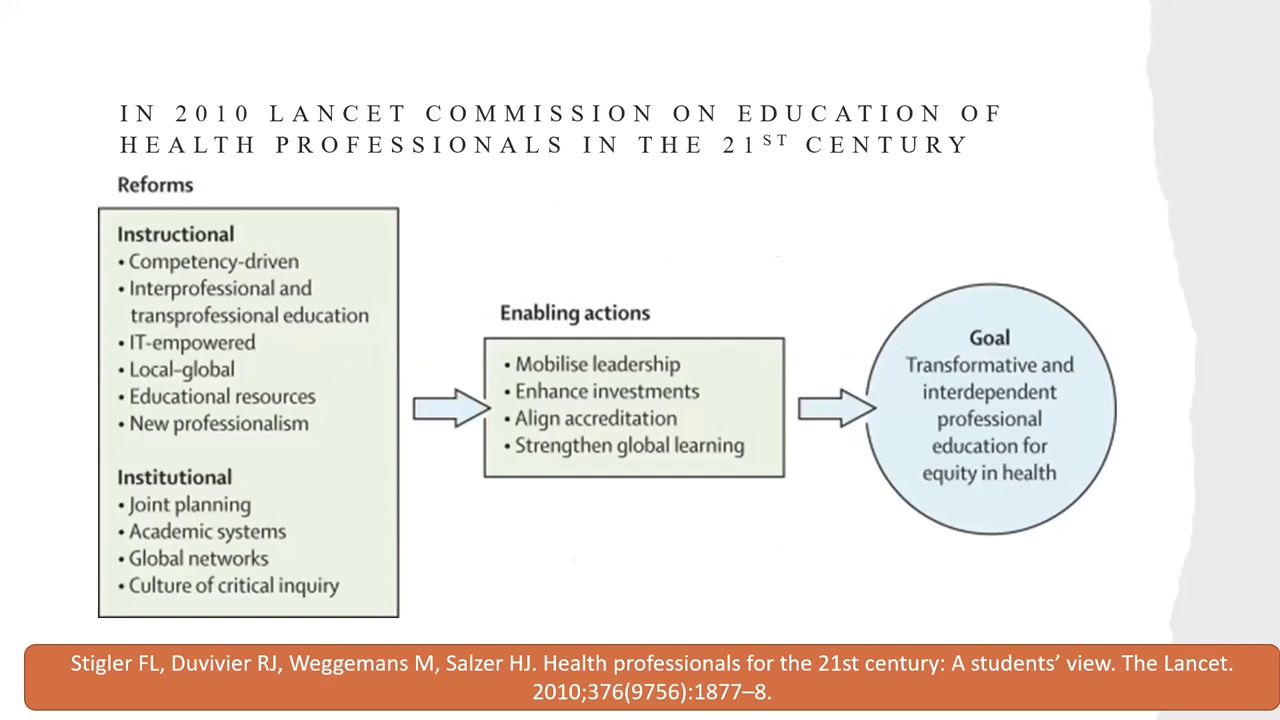 IN 2010 LANCET COMMISSION ON EDUCATION OF
HEALTH PROFESSIONALS IN THE 21ST CENTURY
Reforms
Instructional
• Competency-driven
• Interprofessional and
transprofessional education
• IT-empowered
• Local–global
• Educational resources
• New professionalism
Institutional
• Joint planning
• Academic systems
• Global networks
• Culture of critical inquiry
Enabling actions
• Mobilise leadership
• Enhance investments
• Align accreditation
• Strengthen global learning
Goal
Transformative and
interdependent
professional
education for
equity in health
Stigler FL, Duvivier RJ, Weggemans M, Salzer HJ. Health professionals for the 21st century: A students’ view. The Lancet.
2010;376(9756):1877–8.